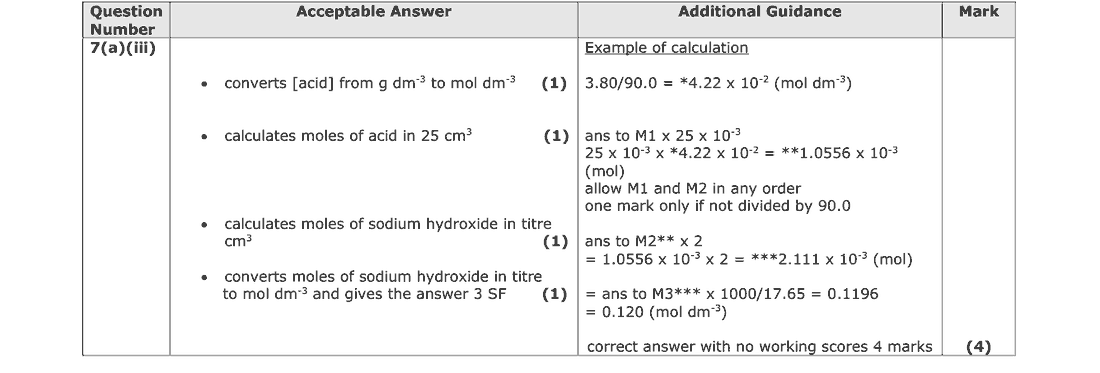 Question Number
Acceptable Answer
Additional Guidance
Mark
7(a)(iii)
• converts [acid] from g dm⁻³ to mol dm⁻³ (1)
• calculates moles of acid in 25 cm³ (1)
• calculates moles of sodium hydroxide in titre
cm³ (1)
• converts moles of sodium hydroxide in titre
to mol dm⁻³ and gives the answer 3 SF (1)
Example of calculation
3.80/90.0 = *4.22 x 10⁻² (mol dm⁻³)
ans to M1 x 25 x 10⁻³
25 x 10⁻³ x *4.22 x 10⁻² = **1.0556 x 10⁻³
(mol)
allow M1 and M2 in any order
one mark only if not divided by 90.0
ans to M2** x 2
= 1.0556 x 10⁻³ x 2 = ***2.111 x 10⁻³ (mol)
= ans to M3*** x 1000/17.65 = 0.1196
= 0.120 (mol dm⁻³)
correct answer with no working scores 4 marks
(4)